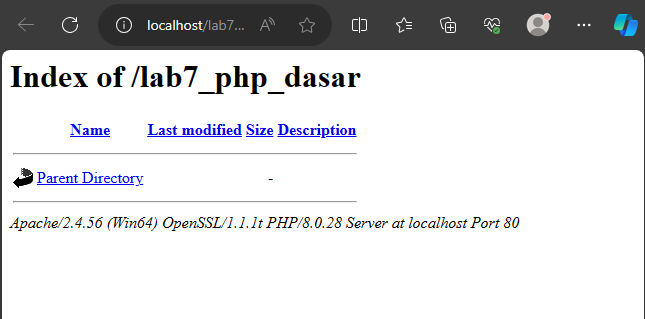 localhost/lab7...
Index of /lab7_php_dasar
Name Last modified Size Description
Parent Directory -
Apache/2.4.56 (Win64) OpenSSL/1.1.1t PHP/8.0.28 Server at localhost Port 80